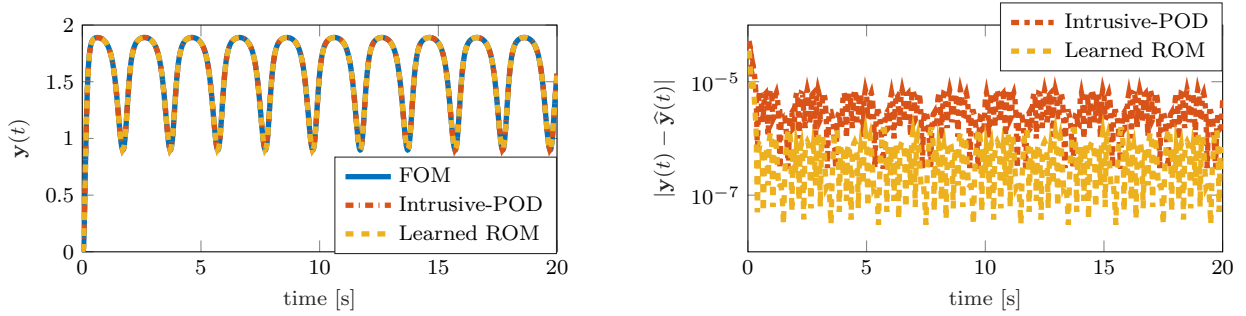 2
1.5
1
0.5
0
y(t)
0
5
10
15
20
time [s]
FOM
Intrusive-POD
Learned ROM
Intrusive-POD
Learned ROM
10⁻⁵
10⁻⁷
|y(t) − ŷ(t)|
0
5
10
15
20
time [s]